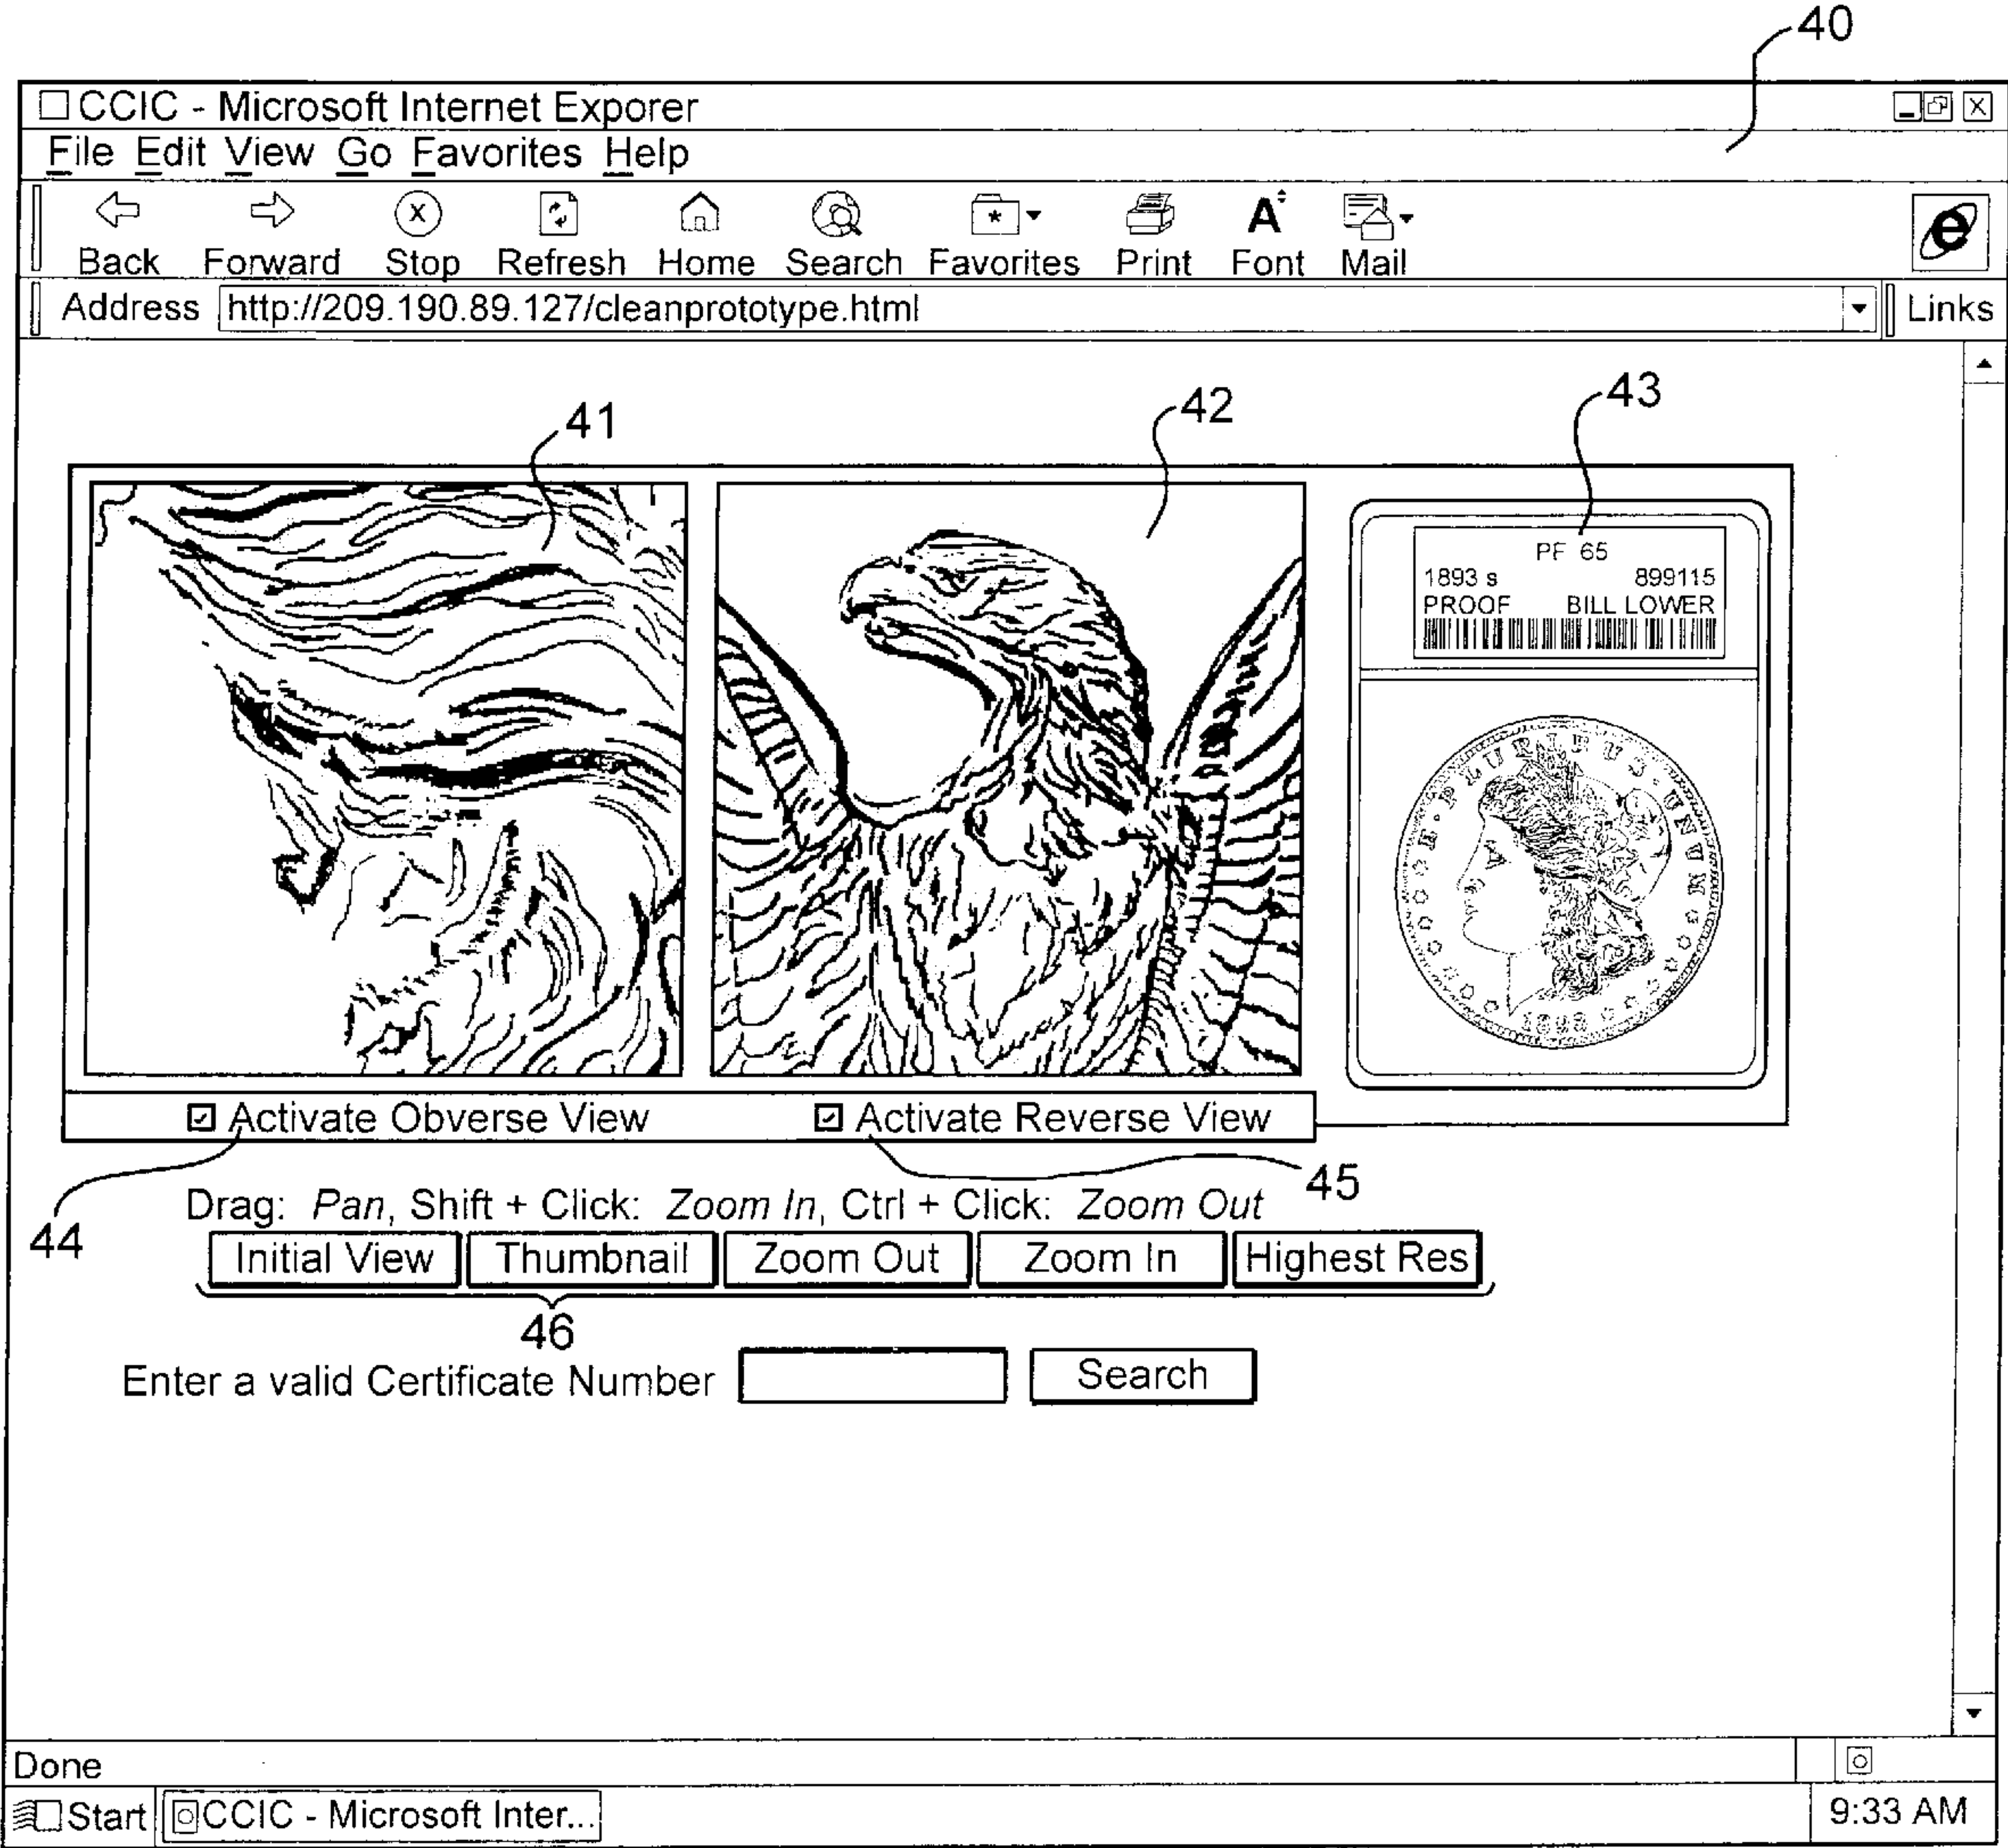 40
CCIC - Microsoft Internet Exporer
File Edit View Go Favorites Help
Back Forward Stop Refresh Home Search Favorites Print Font Mail
Address http://209.190.89.127/cleanprototype.html Links
41 42 43
PF 65
1893 s 899115
PROOF BILL LOWER
E · PLURIBUS · UNUM
1893
Activate Obverse View Activate Reverse View
44 45
Drag: Pan, Shift + Click: Zoom In, Ctrl + Click: Zoom Out
Initial View Thumbnail Zoom Out Zoom In Highest Res
46
Enter a valid Certificate Number Search
Done
Start CCIC - Microsoft Inter... 9:33 AM